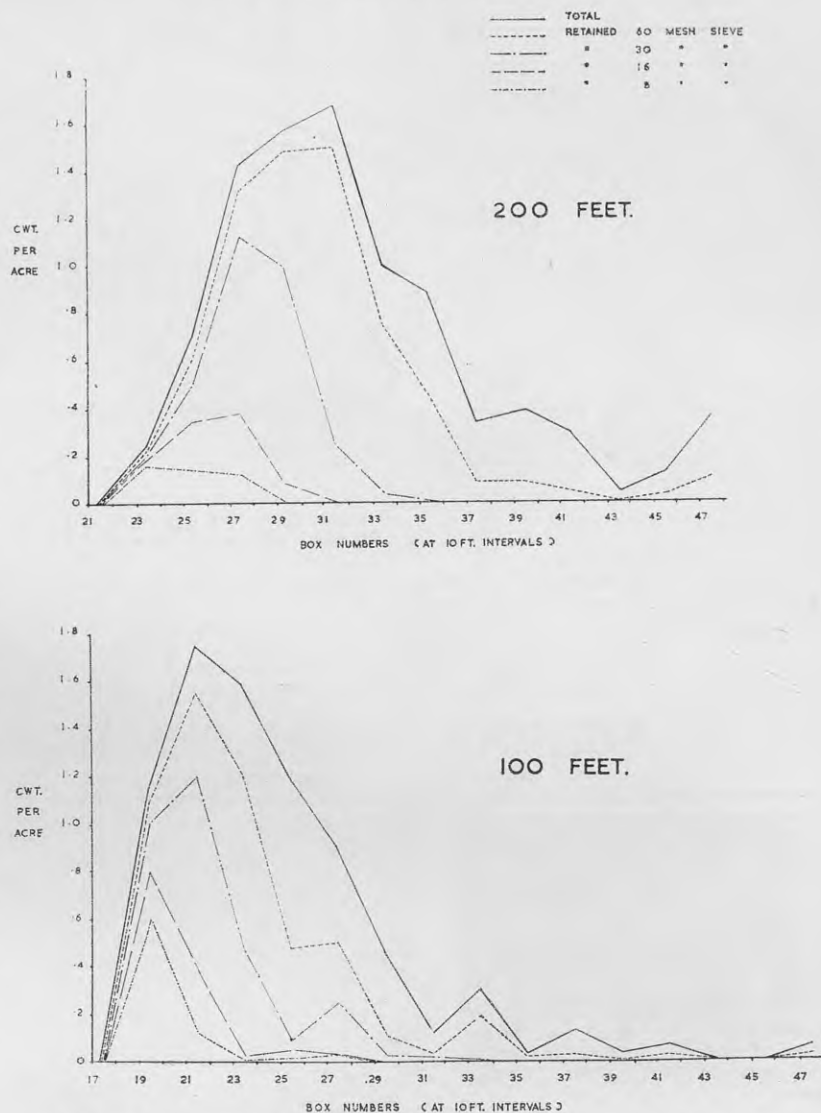 TOTAL
RETAINED 60 MESH SIEVE
" 30 " "
" 16 " "
" 8 " "
1·8
1·6
1·4
1·2
1·0
·8
·6
·4
·2
0
CWT.
PER
ACRE
200 FEET.
21 23 25 27 29 31 33 35 37 39 41 43 45 47
BOX NUMBERS (AT 10 FT. INTERVALS)
1·8
1·6
1·4
1·2
1·0
·8
·6
·4
·2
0
CWT.
PER
ACRE
100 FEET.
17 19 21 23 25 27 29 31 33 35 37 39 41 43 45 47
BOX NUMBERS (AT 10 FT. INTERVALS)